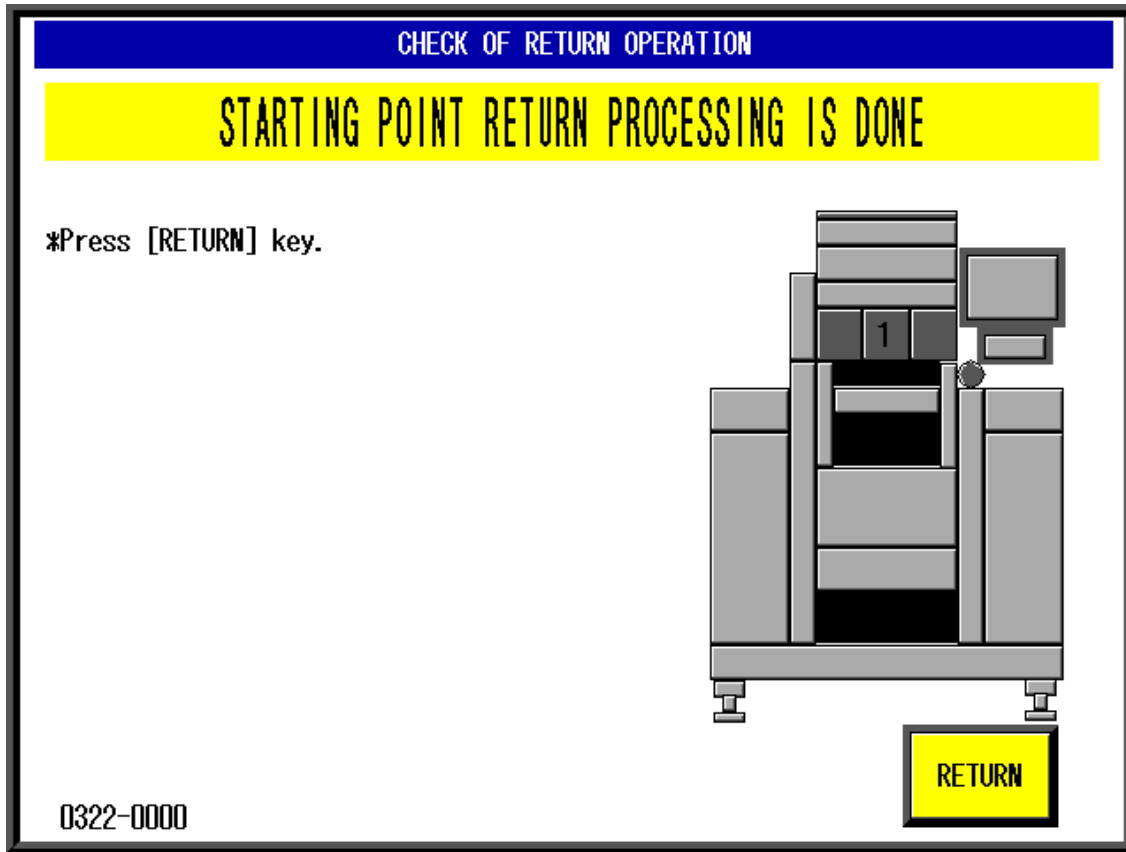 CHECK OF RETURN OPERATION
STARTING POINT RETURN PROCESSING IS DONE
*Press [RETURN] key.
1
RETURN
0322-0000